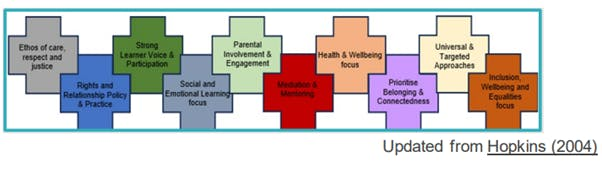 Ethos of care,
respect and
justice
Rights and
Relationship Policy
& Practice
Strong
Learner Voice &
Participation
Social and
Emotional Learning
focus
Parental
Involvement &
Engagement
Mediation &
Mentoring
Health & Wellbeing
focus
Prioritise
Belonging &
Connectedness
Universal &
Targeted
Approaches
Inclusion,
Wellbeing and
Equalities
focus
Updated from Hopkins (2004)